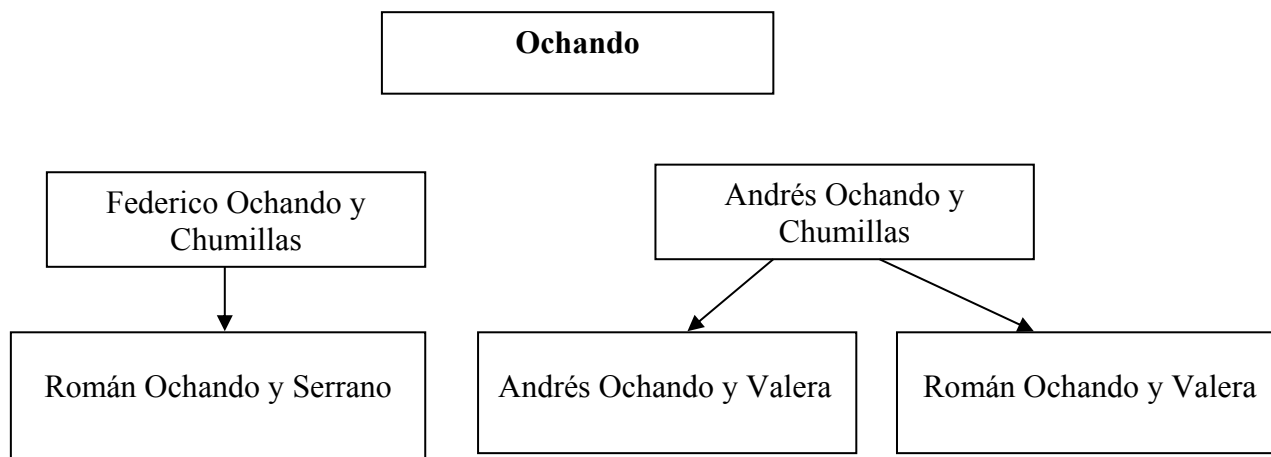 Ochando
Federico Ochando y
Chumillas
Andrés Ochando y
Chumillas
Román Ochando y Serrano
Andrés Ochando y Valera
Román Ochando y Valera